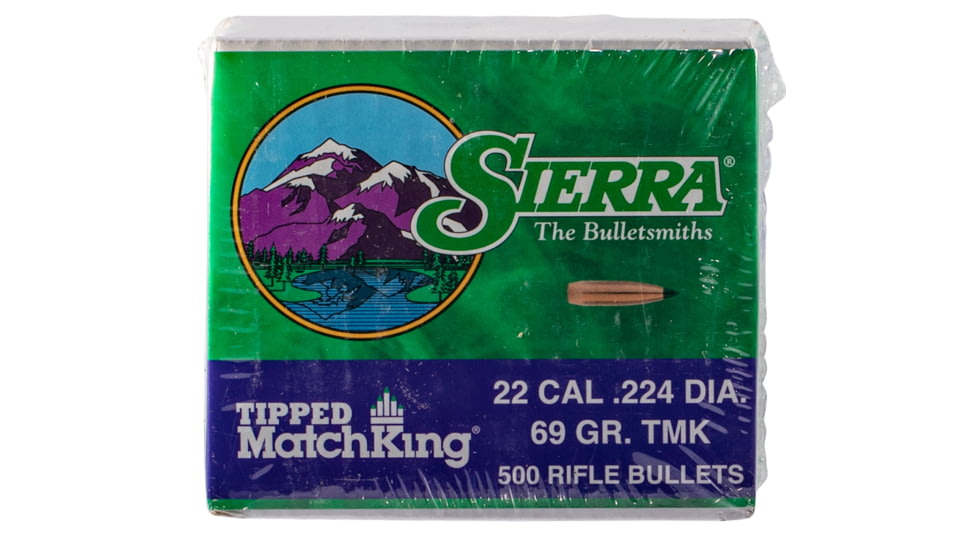 SIERRA®
The Bulletsmiths
TIPPED
MatchKing®
22 CAL .224 DIA.
69 GR. TMK
500 RIFLE BULLETS